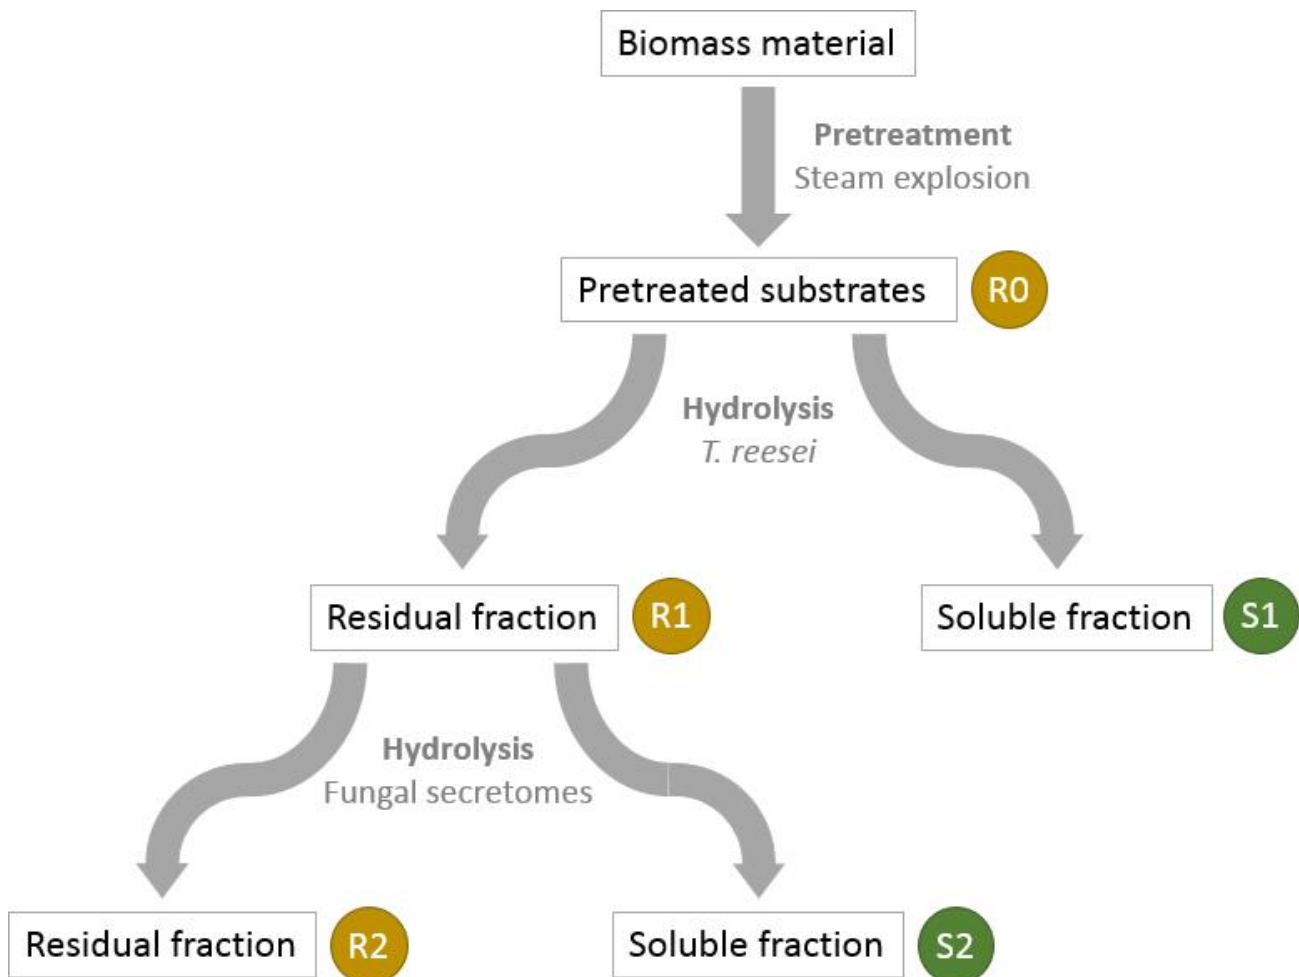 Biomass material
Pretreatment
Steam explosion
Pretreated substrates
R0
Hydrolysis
T. reesei
Residual fraction
R1
Soluble fraction
S1
Hydrolysis
Fungal secretomes
Residual fraction
R2
Soluble fraction
S2